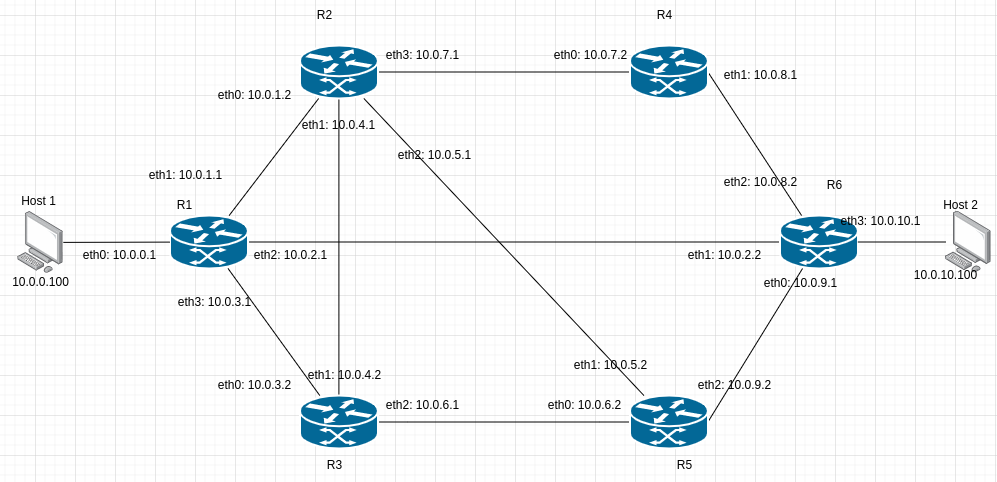 R2
R4
eth3: 10.0.7.1
eth0: 10.0.7.2
eth1: 10.0.8.1
eth0: 10.0.1.2
eth1: 10.0.4.1
eth2: 10.0.5.1
eth1: 10.0.1.1
eth2: 10.0.8.2
R6
Host 1
R1
Host 2
eth3: 10.0.10.1
eth0: 10.0.0.1
eth2: 10.0.2.1
eth1: 10.0.2.2
10.0.0.100
10.0.10.100
eth0: 10.0.9.1
eth3: 10.0.3.1
eth1: 10.0.5.2
eth1: 10.0.4.2
eth0: 10.0.3.2
eth2: 10.0.9.2
eth2: 10.0.6.1
eth0: 10.0.6.2
R3
R5